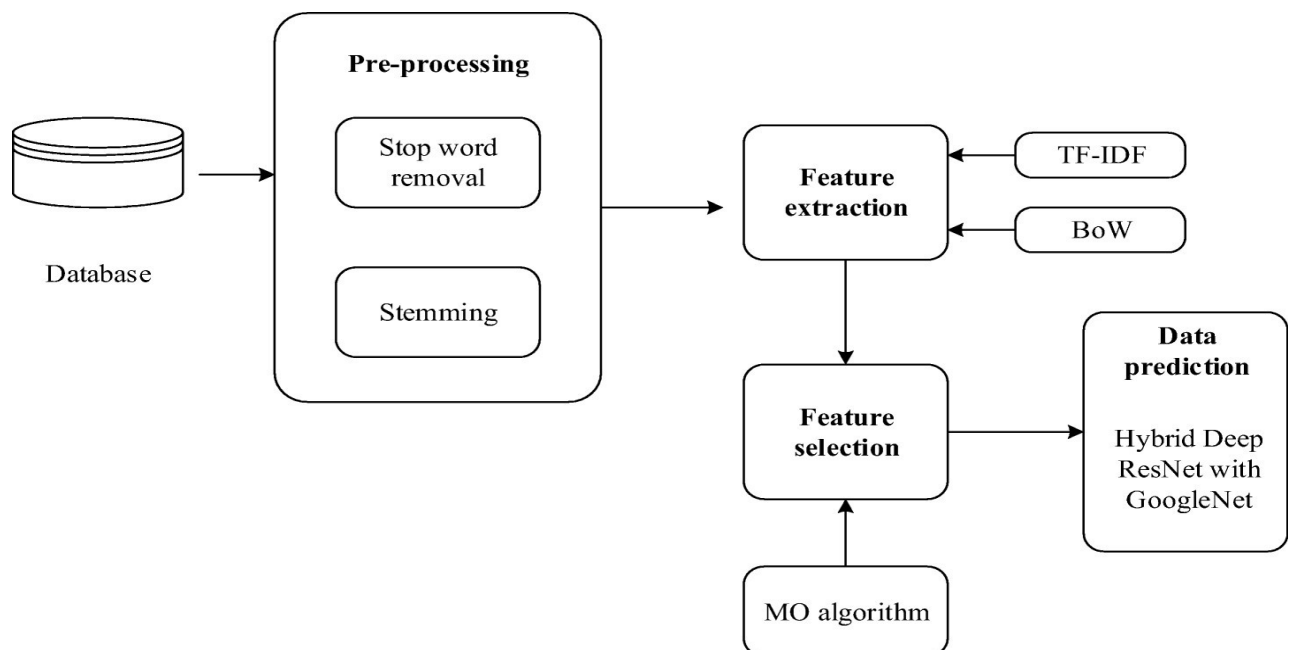 Database
Pre-processing
Stop word
removal
Stemming
Feature
extraction
TF-IDF
BoW
Feature
selection
MO algorithm
Data
prediction
Hybrid Deep
ResNet with
GoogleNet